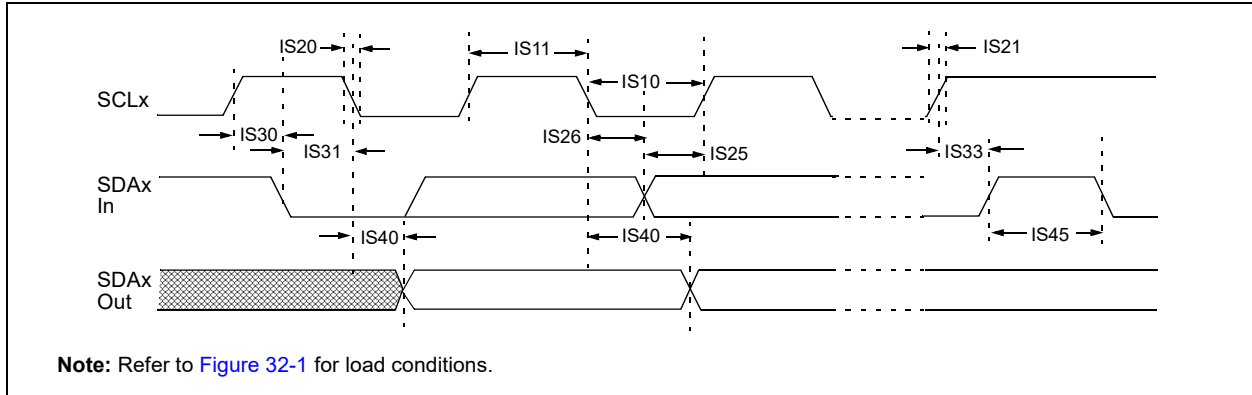 IS20
IS11
IS21
IS10
SCLx
IS30
IS26
IS31
IS25
IS33
SDAx
In
IS40
IS40
IS45
SDAx
Out
Note: Refer to Figure 32-1 for load conditions.